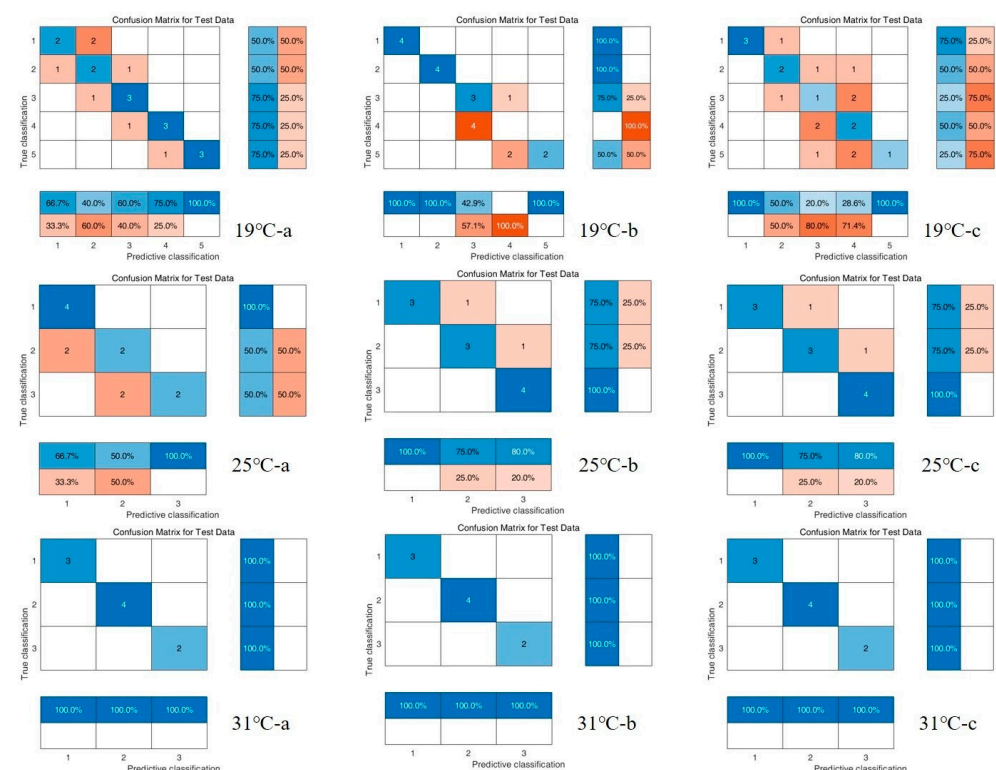 Confusion Matrix for Test Data
True classification
1 2 2 50.0% 50.0%
2 1 2 1 50.0% 50.0%
3 1 3 75.0% 25.0%
4 1 3 75.0% 25.0%
5 1 3 75.0% 25.0%
66.7% 40.0% 60.0% 75.0% 100.0%
33.3% 60.0% 40.0% 25.0%
1 2 3 4 5
Predictive classification
19℃-a
Confusion Matrix for Test Data
True classification
1 4 100.0%
2 4 100.0%
3 3 1 75.0% 25.0%
4 4 100.0%
5 2 2 50.0% 50.0%
100.0% 100.0% 42.9% 100.0%
57.1% 100.0%
1 2 3 4 5
Predictive classification
19℃-b
Confusion Matrix for Test Data
True classification
1 3 1 75.0% 25.0%
2 2 1 1 50.0% 50.0%
3 1 1 2 25.0% 75.0%
4 2 2 50.0% 50.0%
5 1 2 1 25.0% 75.0%
100.0% 50.0% 20.0% 28.6% 100.0%
50.0% 80.0% 71.4%
1 2 3 4 5
Predictive classification
19℃-c
Confusion Matrix for Test Data
True classification
1 4 100.0%
2 2 2 50.0% 50.0%
3 2 2 50.0% 50.0%
66.7% 50.0% 100.0%
33.3% 50.0%
1 2 3
Predictive classification
25℃-a
Confusion Matrix for Test Data
True classification
1 3 1 75.0% 25.0%
2 3 1 75.0% 25.0%
3 4 100.0%
100.0% 75.0% 80.0%
25.0% 20.0%
1 2 3
Predictive classification
25℃-b
Confusion Matrix for Test Data
True classification
1 3 1 75.0% 25.0%
2 3 1 75.0% 25.0%
3 4 100.0%
100.0% 75.0% 80.0%
25.0% 20.0%
1 2 3
Predictive classification
25℃-c
Confusion Matrix for Test Data
True classification
1 3 100.0%
2 4 100.0%
3 2 100.0%
100.0% 100.0% 100.0%
1 2 3
Predictive classification
31℃-a
Confusion Matrix for Test Data
True classification
1 3 100.0%
2 4 100.0%
3 2 100.0%
100.0% 100.0% 100.0%
1 2 3
Predictive classification
31℃-b
Confusion Matrix for Test Data
True classification
1 3 100.0%
2 4 100.0%
3 2 100.0%
100.0% 100.0% 100.0%
1 2 3
Predictive classification
31℃-c